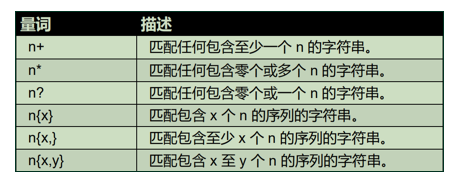 量词 描述
n+ 匹配任何包含至少一个 n 的字符串。
n* 匹配任何包含零个或多个 n 的字符串。
n? 匹配任何包含零个或一个 n 的字符串。
n{x} 匹配包含 x 个 n 的序列的字符串。
n{x,} 匹配包含至少 x 个 n 的序列的字符串。
n{x,y} 匹配包含 x 至 y 个 n 的序列的字符串。